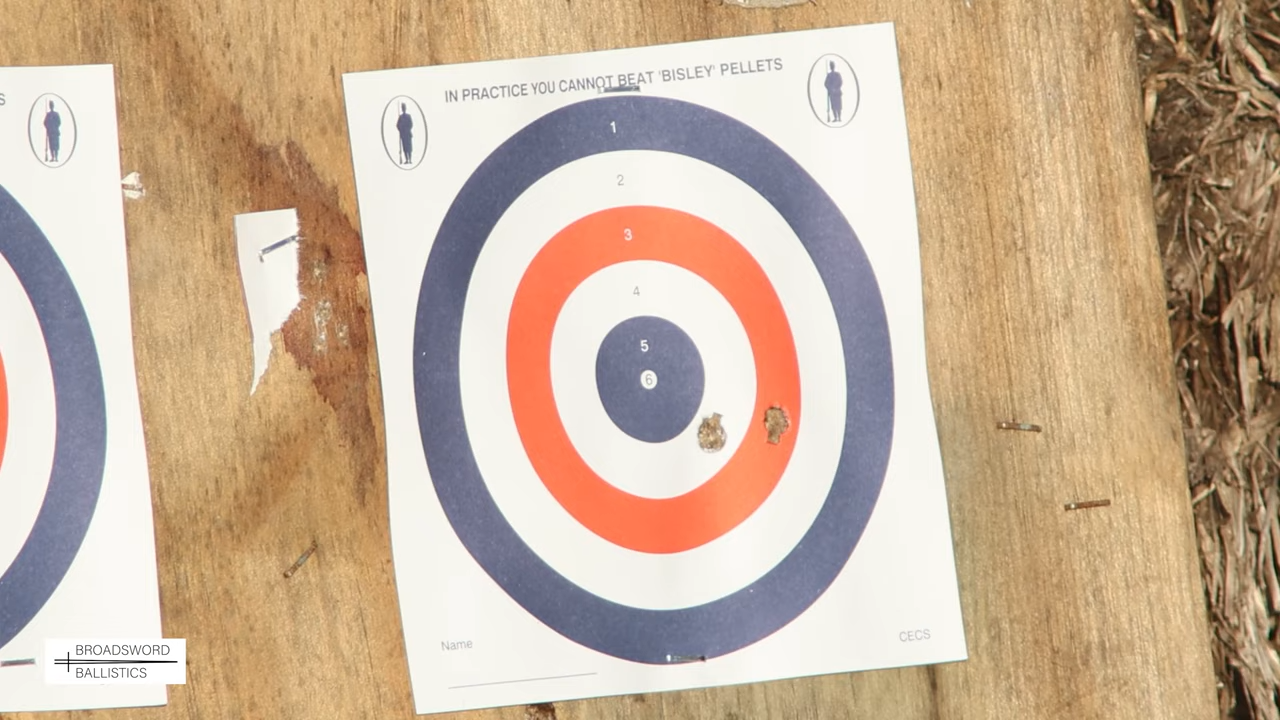 S
IN PRACTICE YOU CANNOT BEAT 'BISLEY' PELLETS
1
2
3
4
5
6
Name
CECS
BROADSWORD
BALLISTICS